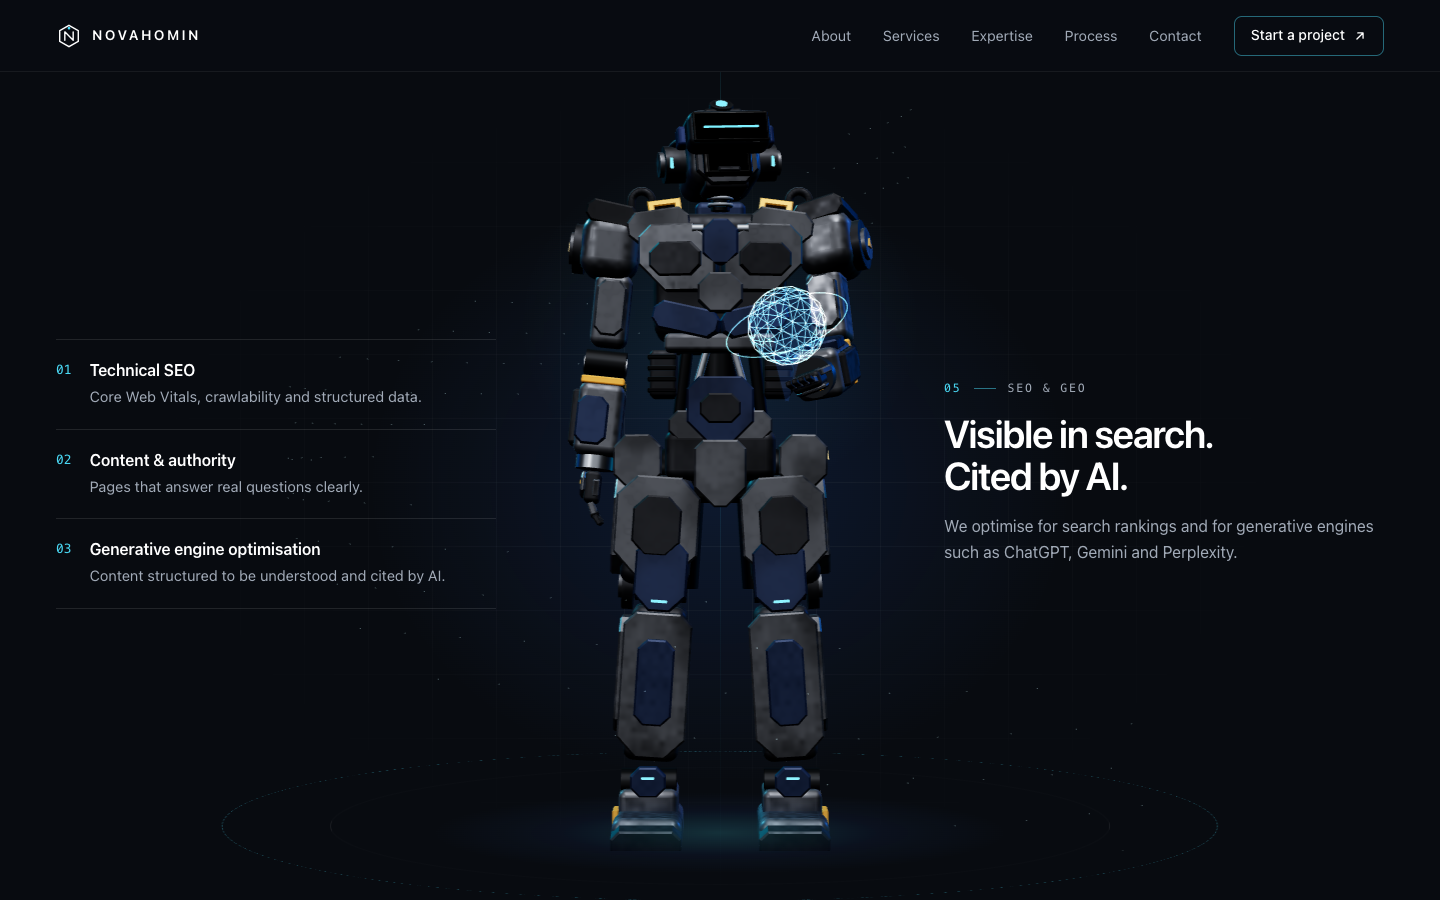 NOVAHOMIN
About
Services
Expertise
Process
Contact
Start a project
01
Technical SEO
Core Web Vitals, crawlability and structured data.
02
Content & authority
Pages that answer real questions clearly.
03
Generative engine optimisation
Content structured to be understood and cited by AI.
05
SEO & GEO
Visible in search.
Cited by AI.
We optimise for search rankings and for generative engines
such as ChatGPT, Gemini and Perplexity.